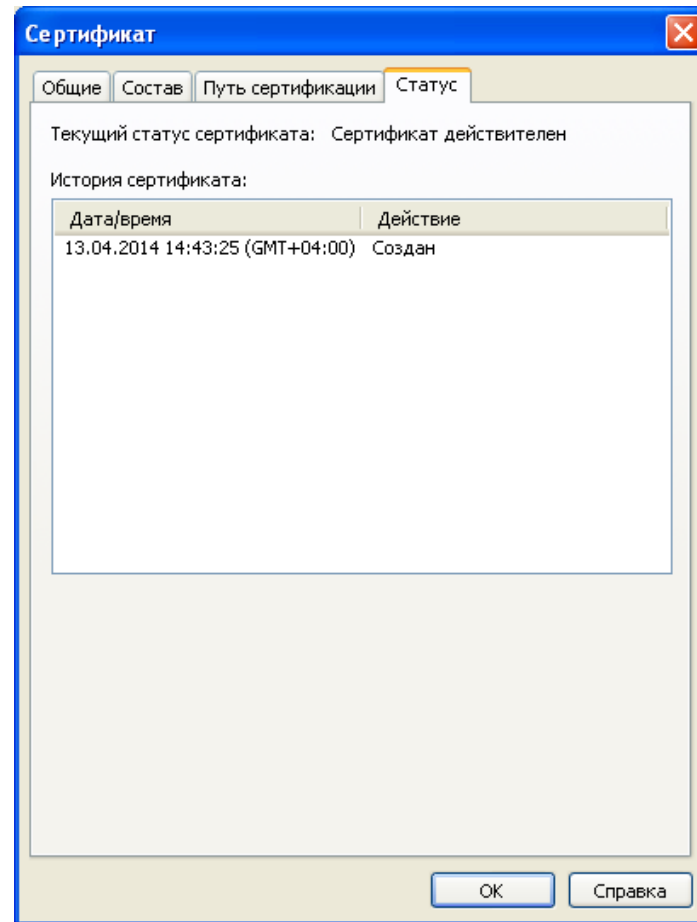 Сертификат
Общие Состав Путь сертификации Статус
Текущий статус сертификата: Сертификат действителен
История сертификата:
Дата/время Действие
13.04.2014 14:43:25 (GMT+04:00) Создан
ОК Справка